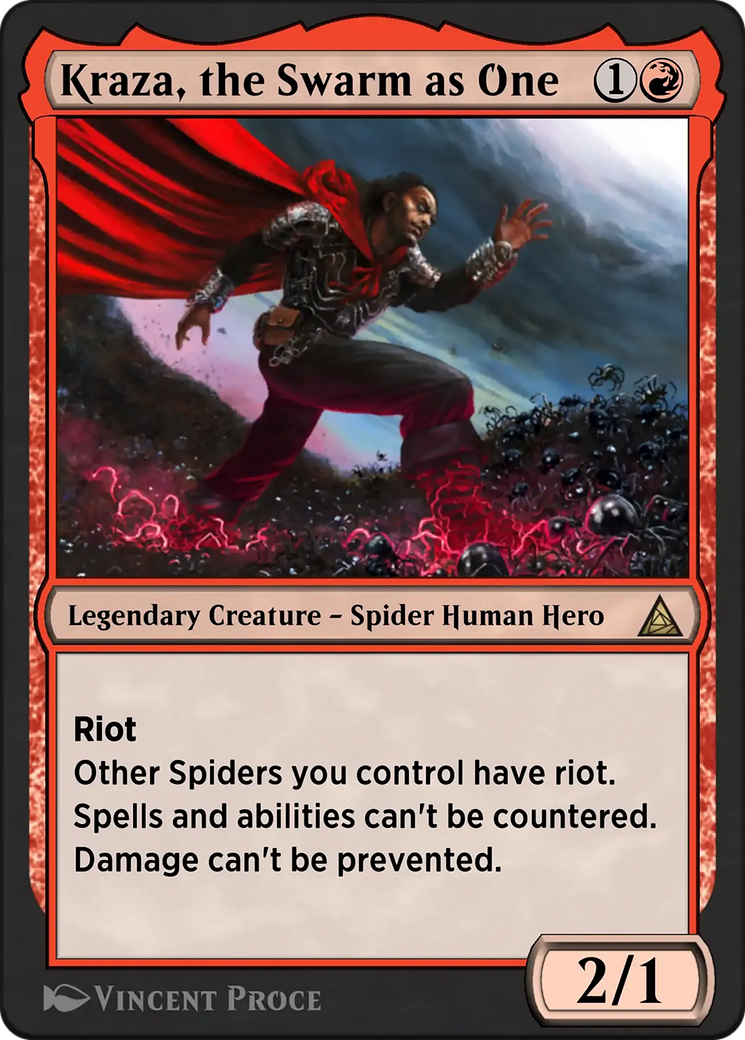 Kraza, the Swarm as One 1
Legendary Creature – Spider Human Hero
Riot
Other Spiders you control have riot.
Spells and abilities can't be countered.
Damage can't be prevented.
2/1
Vincent Proce